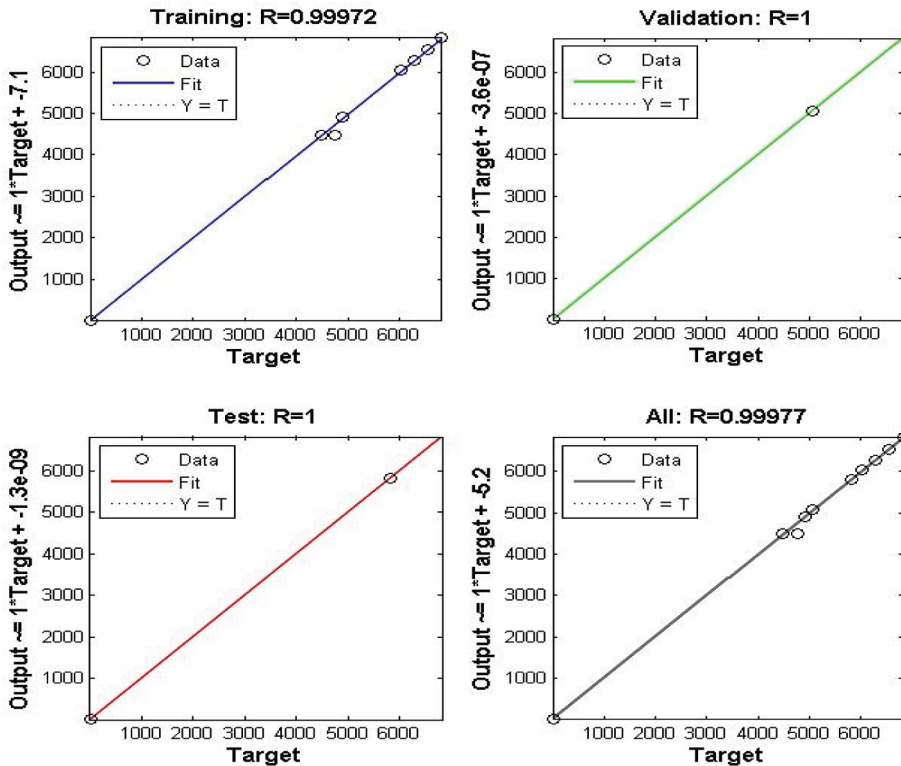 Training: R=0.99972
Output ~= 1*Target + -7.1
6000
5000
4000
3000
2000
1000
Data
Fit
Y = T
1000 2000 3000 4000 5000 6000
Target
Validation: R=1
Output ~= 1*Target + -3.6e-07
6000
5000
4000
3000
2000
1000
Data
Fit
Y = T
1000 2000 3000 4000 5000 6000
Target
Test: R=1
Output ~= 1*Target + -1.3e-09
6000
5000
4000
3000
2000
1000
Data
Fit
Y = T
1000 2000 3000 4000 5000 6000
Target
All: R=0.99977
Output ~= 1*Target + -5.2
6000
5000
4000
3000
2000
1000
Data
Fit
Y = T
1000 2000 3000 4000 5000 6000
Target